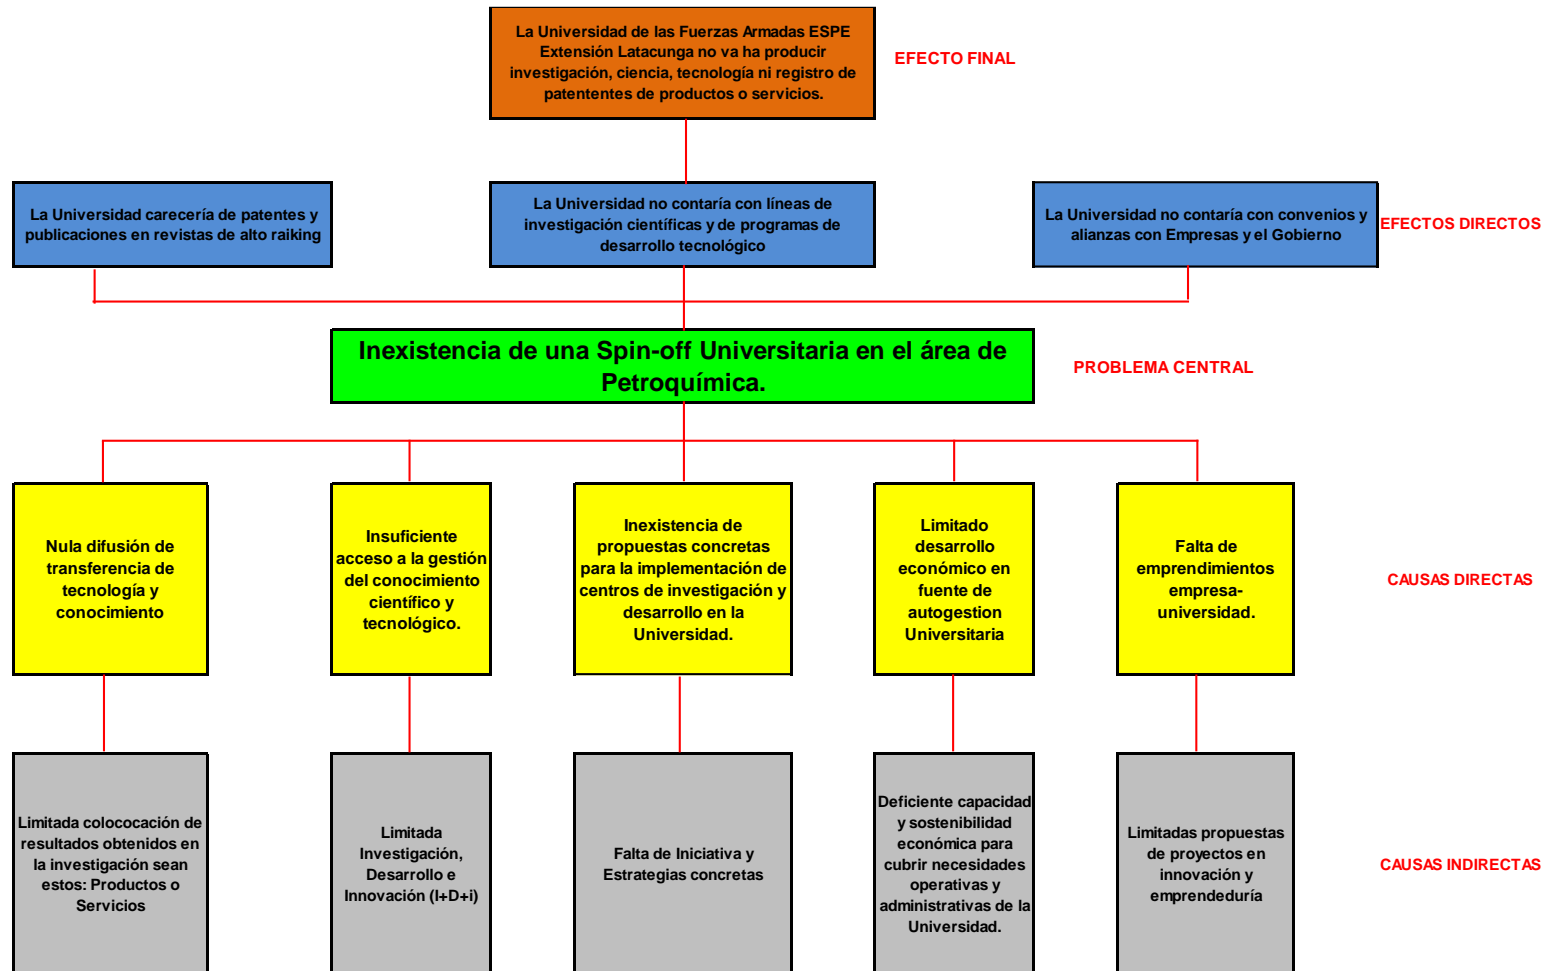 La Universidad de las Fuerzas Armadas ESPE
Extensión Latacunga no va ha producir
investigación, ciencia, tecnología ni registro de
patententes de productos o servicios.
EFECTO FINAL
La Universidad carecería de patentes y
publicaciones en revistas de alto raiking
La Universidad no contaría con líneas de
investigación científicas y de programas de
desarrollo tecnológico
La Universidad no contaría con convenios y
alianzas con Empresas y el Gobierno
EFECTOS DIRECTOS
Inexistencia de una Spin-off Universitaria en el área de
Petroquímica.
PROBLEMA CENTRAL
Nula difusión de
transferencia de
tecnología y
conocimiento
Insuficiente
acceso a la gestión
del conocimiento
científico y
tecnológico.
Inexistencia de
propuestas concretas
para la implementación de
centros de investigación y
desarrollo en la
Universidad.
Limitado
desarrollo
económico en
fuente de
autogestion
Universitaria
Falta de
emprendimientos
empresa-
universidad.
CAUSAS DIRECTAS
Limitada colococación de
resultados obtenidos en
la investigación sean
estos: Productos o
Servicios
Limitada
Investigación,
Desarrollo e
Innovación (I+D+i)
Falta de Iniciativa y
Estrategias concretas
Deficiente capacidad
y sostenibilidad
económica para
cubrir necesidades
operativas y
administrativas de la
Universidad.
Limitadas propuestas
de proyectos en
innovación y
emprendeduría
CAUSAS INDIRECTAS